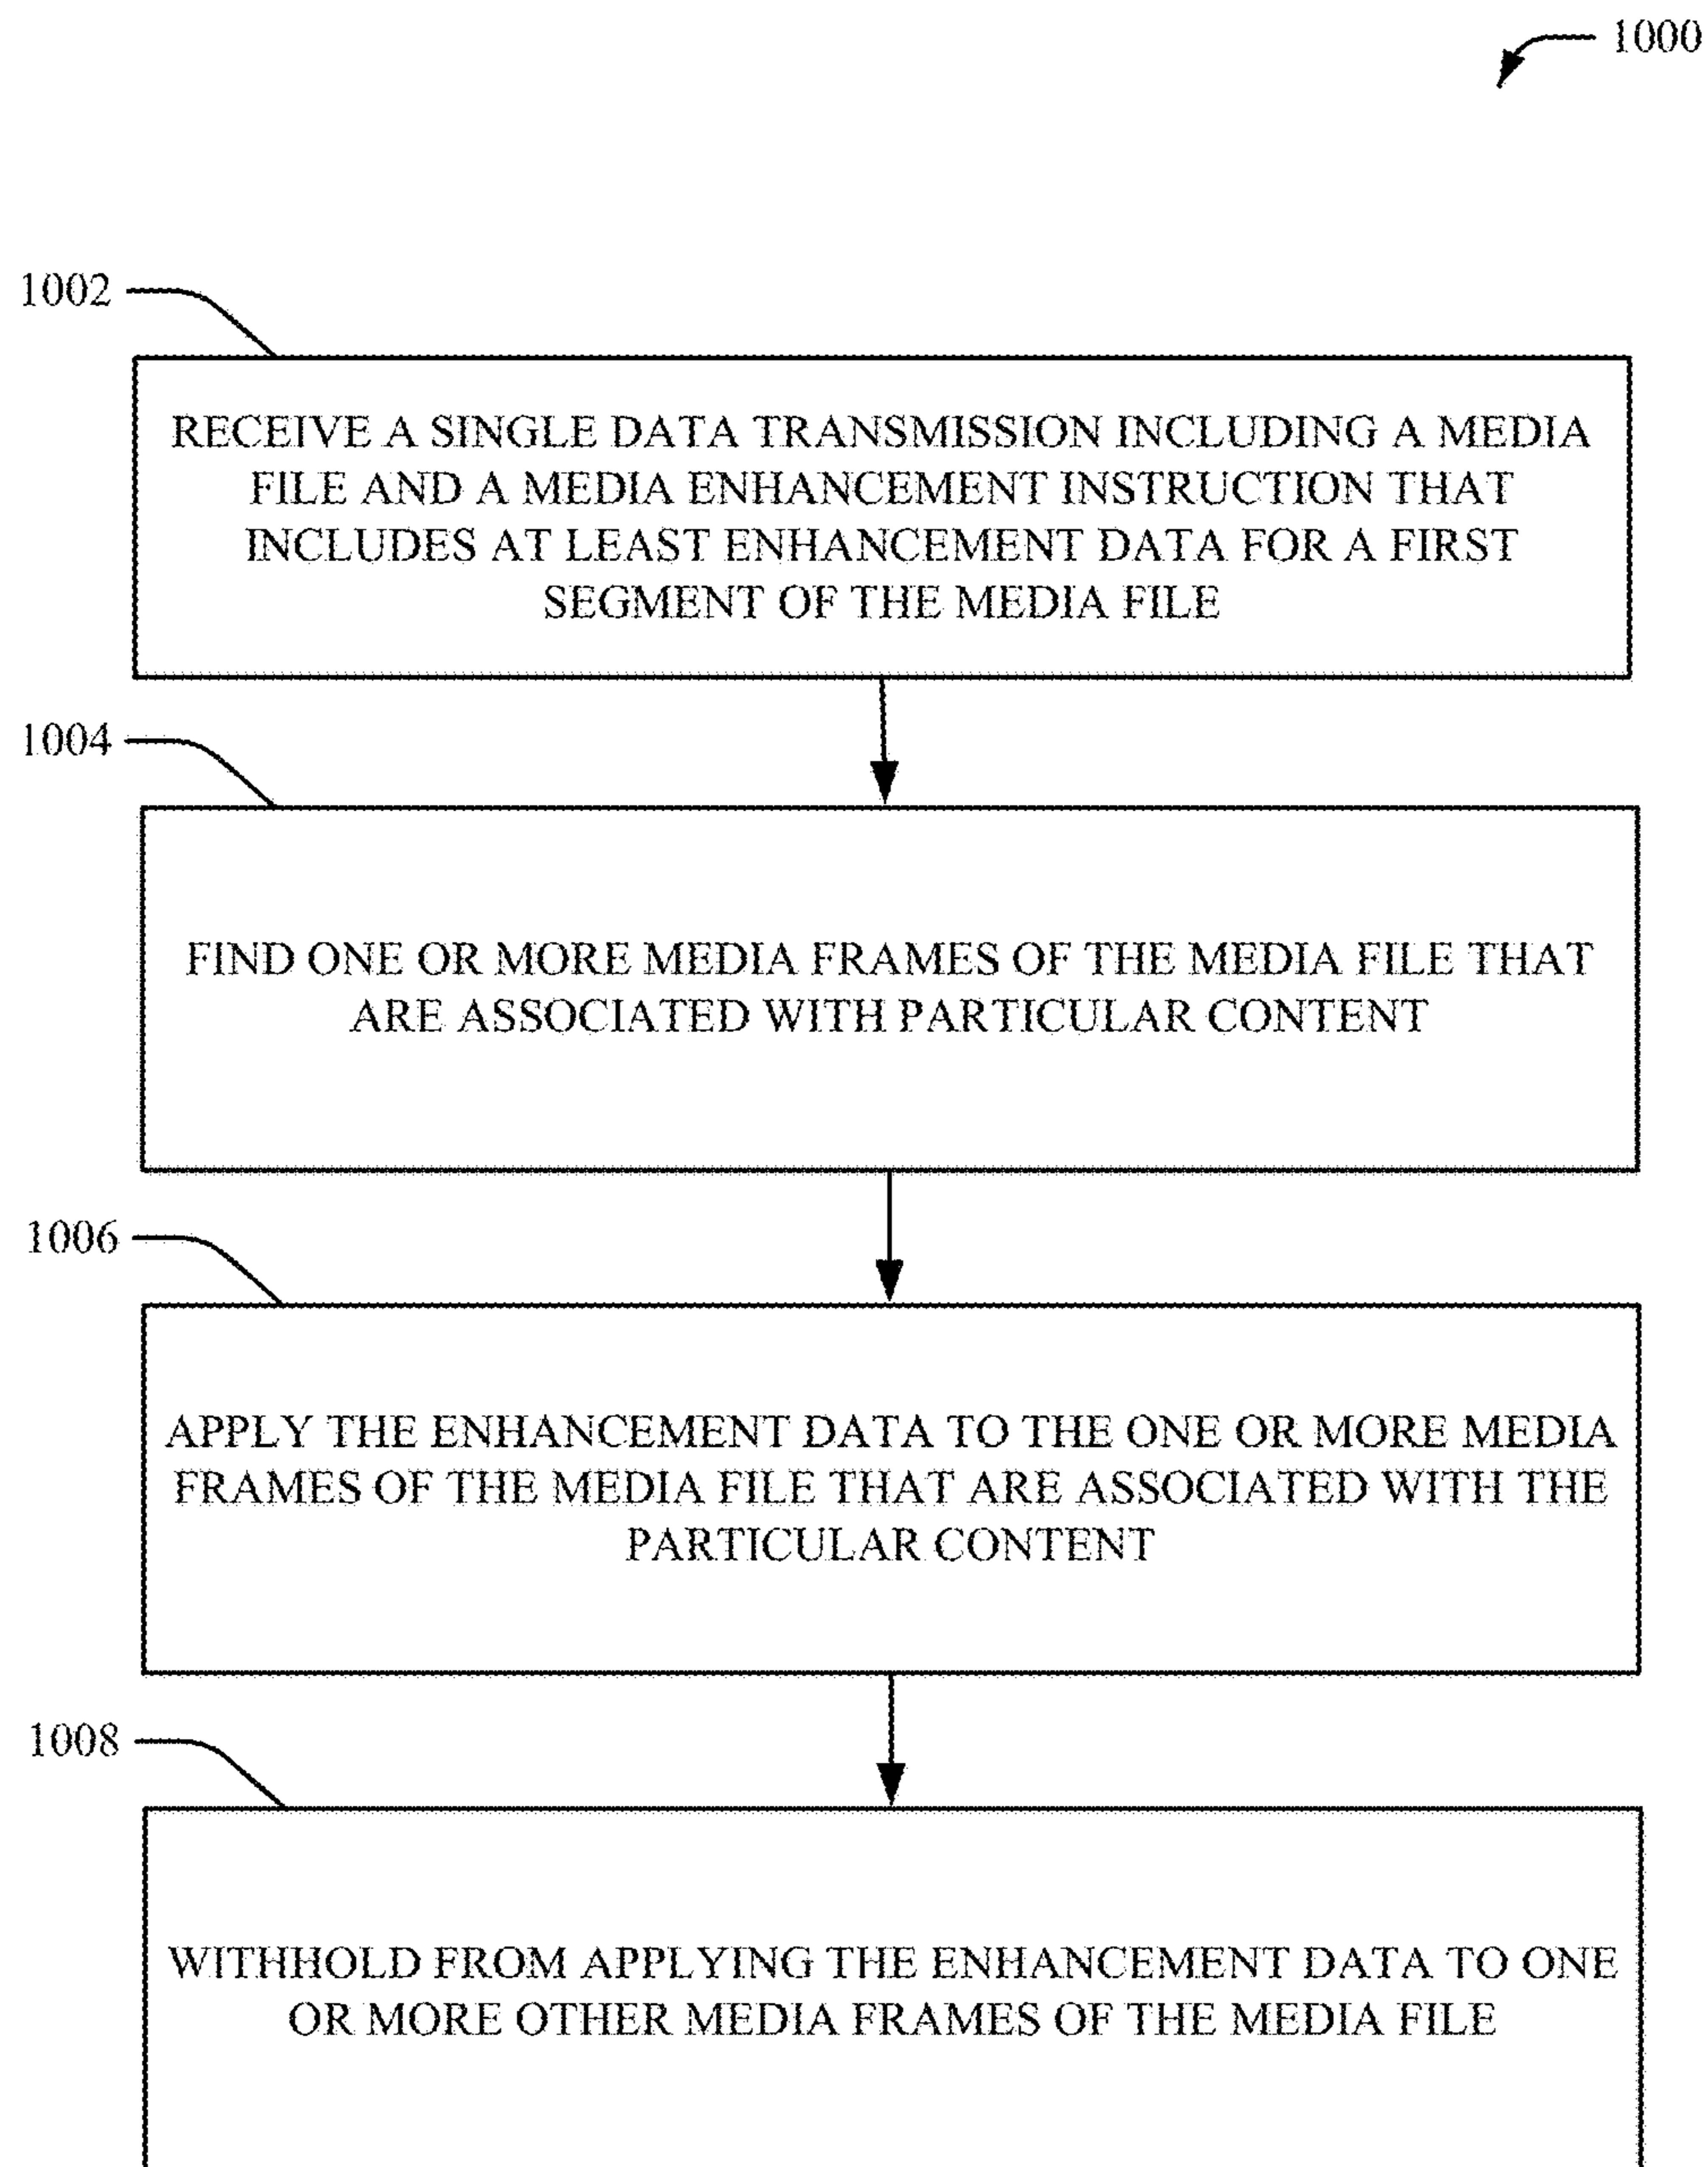 1000
1002
RECEIVE A SINGLE DATA TRANSMISSION INCLUDING A MEDIA
FILE AND A MEDIA ENHANCEMENT INSTRUCTION THAT
INCLUDES AT LEAST ENHANCEMENT DATA FOR A FIRST
SEGMENT OF THE MEDIA FILE
1004
FIND ONE OR MORE MEDIA FRAMES OF THE MEDIA FILE THAT
ARE ASSOCIATED WITH PARTICULAR CONTENT
1006
APPLY THE ENHANCEMENT DATA TO THE ONE OR MORE MEDIA
FRAMES OF THE MEDIA FILE THAT ARE ASSOCIATED WITH THE
PARTICULAR CONTENT
1008
WITHHOLD FROM APPLYING THE ENHANCEMENT DATA TO ONE
OR MORE OTHER MEDIA FRAMES OF THE MEDIA FILE